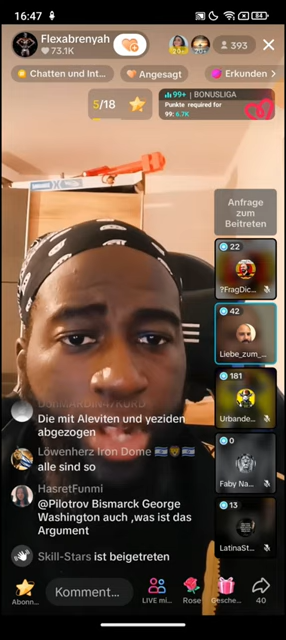 16:47
84
Flexabrenyah
73.1K
393
Chatten und Int...
Angesagt
Erkunden >
5/18
99+ | BONUSLIGA
Punkte required for
99: 6.7K
Anfrage
zum
Beitreten
22
?FragDic...
42
Liebe_zum_...
181
Urbande...
0
Faby Na...
13
LatinaSt...
Die mit Aleviten und yeziden
abgezogen
Löwenherz Iron Dome
alle sind so
HasretFunmi
@Pilotrov Bismarck George
Washington auch ,was ist das
Argument
Skill-Stars ist beigetreten
Abonn...
Komment...
LIVE mi...
Rose
Gesche...
40